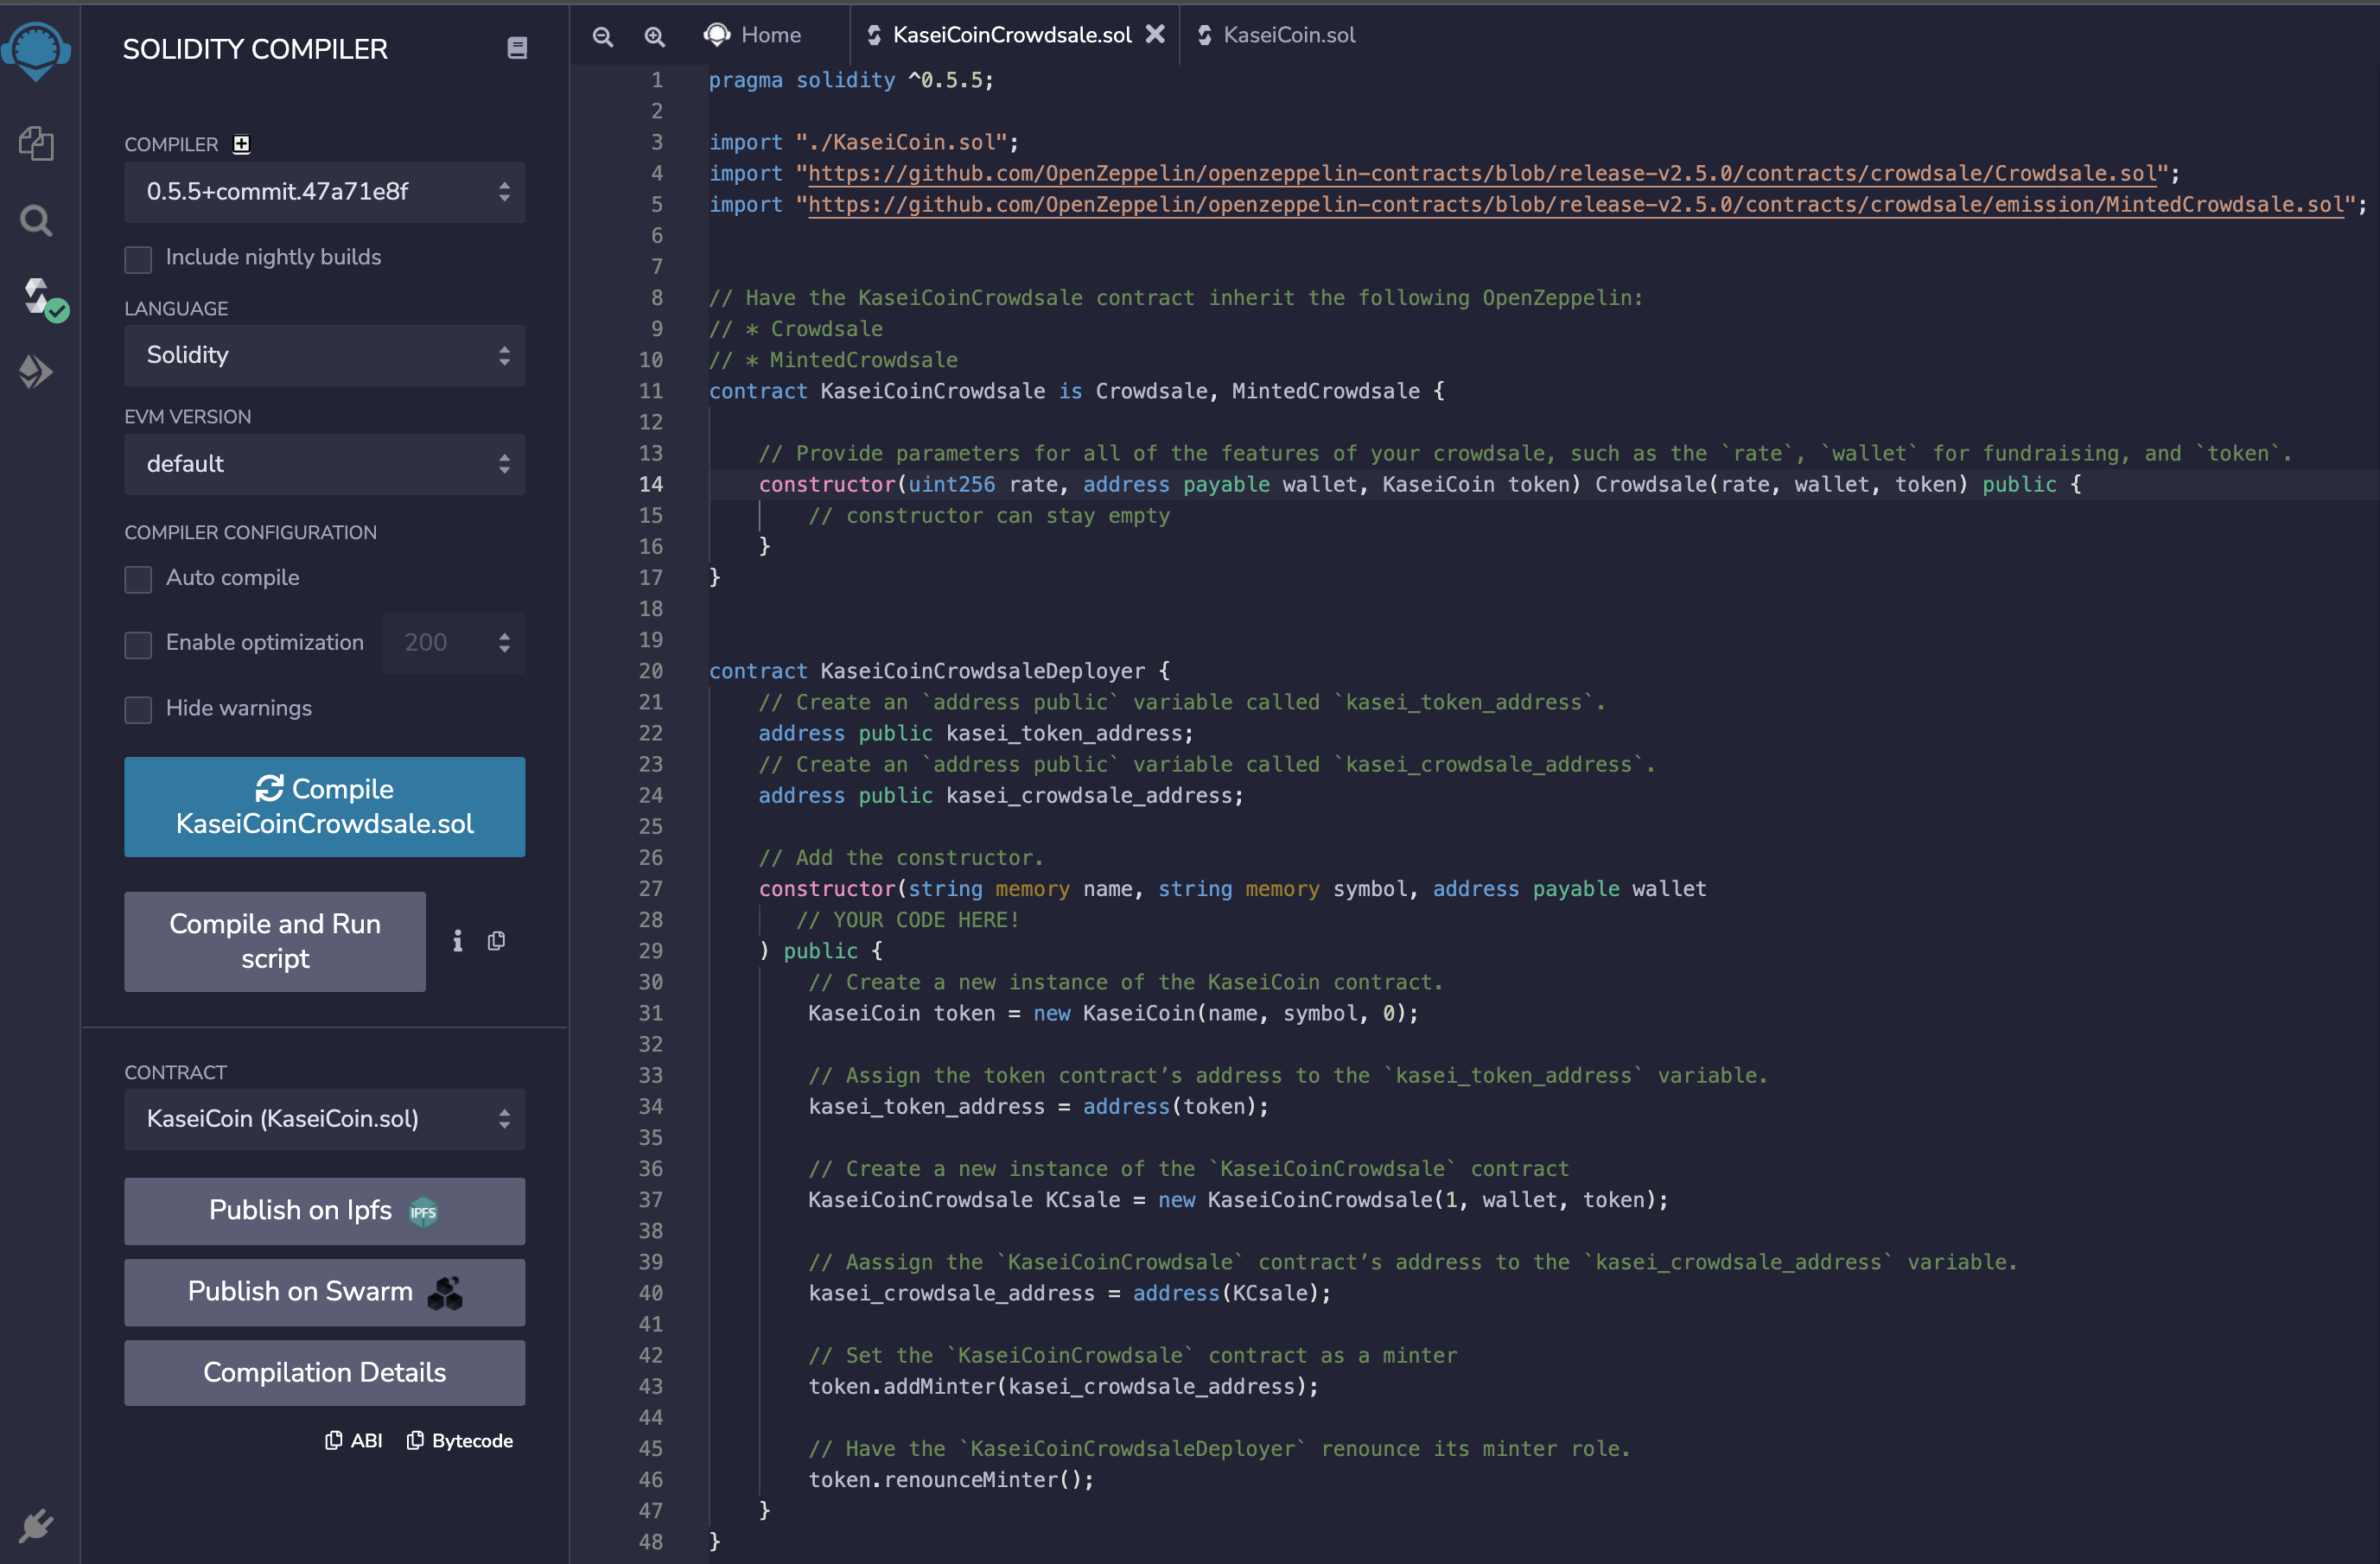 SOLIDITY COMPILER
COMPILER
0.5.5+commit.47a71e8f
Include nightly builds
LANGUAGE
Solidity
EVM VERSION
default
COMPILER CONFIGURATION
Auto compile
Enable optimization 200
Hide warnings
Compile
KaseiCoinCrowdsale.sol
Compile and Run
script
CONTRACT
KaseiCoin (KaseiCoin.sol)
Publish on Ipfs IPFS
Publish on Swarm
Compilation Details
ABI Bytecode
Home KaseiCoinCrowdsale.sol KaseiCoin.sol
1 pragma solidity ^0.5.5;
2
3 import "./KaseiCoin.sol";
4 import "https://github.com/OpenZeppelin/openzeppelin-contracts/blob/release-v2.5.0/contracts/crowdsale/Crowdsale.sol";
5 import "https://github.com/OpenZeppelin/openzeppelin-contracts/blob/release-v2.5.0/contracts/crowdsale/emission/MintedCrowdsale.sol";
6
7
8 // Have the KaseiCoinCrowdsale contract inherit the following OpenZeppelin:
9 // * Crowdsale
10 // * MintedCrowdsale
11 contract KaseiCoinCrowdsale is Crowdsale, MintedCrowdsale {
12
13 // Provide parameters for all of the features of your crowdsale, such as the `rate`, `wallet` for fundraising, and `token`.
14 constructor(uint256 rate, address payable wallet, KaseiCoin token) Crowdsale(rate, wallet, token) public {
15 // constructor can stay empty
16 }
17 }
18
19
20 contract KaseiCoinCrowdsaleDeployer {
21 // Create an `address public` variable called `kasei_token_address`.
22 address public kasei_token_address;
23 // Create an `address public` variable called `kasei_crowdsale_address`.
24 address public kasei_crowdsale_address;
25
26 // Add the constructor.
27 constructor(string memory name, string memory symbol, address payable wallet
28 // YOUR CODE HERE!
29 ) public {
30 // Create a new instance of the KaseiCoin contract.
31 KaseiCoin token = new KaseiCoin(name, symbol, 0);
32
33 // Assign the token contract’s address to the `kasei_token_address` variable.
34 kasei_token_address = address(token);
35
36 // Create a new instance of the `KaseiCoinCrowdsale` contract
37 KaseiCoinCrowdsale KCsale = new KaseiCoinCrowdsale(1, wallet, token);
38
39 // Aassign the `KaseiCoinCrowdsale` contract’s address to the `kasei_crowdsale_address` variable.
40 kasei_crowdsale_address = address(KCsale);
41
42 // Set the `KaseiCoinCrowdsale` contract as a minter
43 token.addMinter(kasei_crowdsale_address);
44
45 // Have the `KaseiCoinCrowdsaleDeployer` renounce its minter role.
46 token.renounceMinter();
47 }
48 }